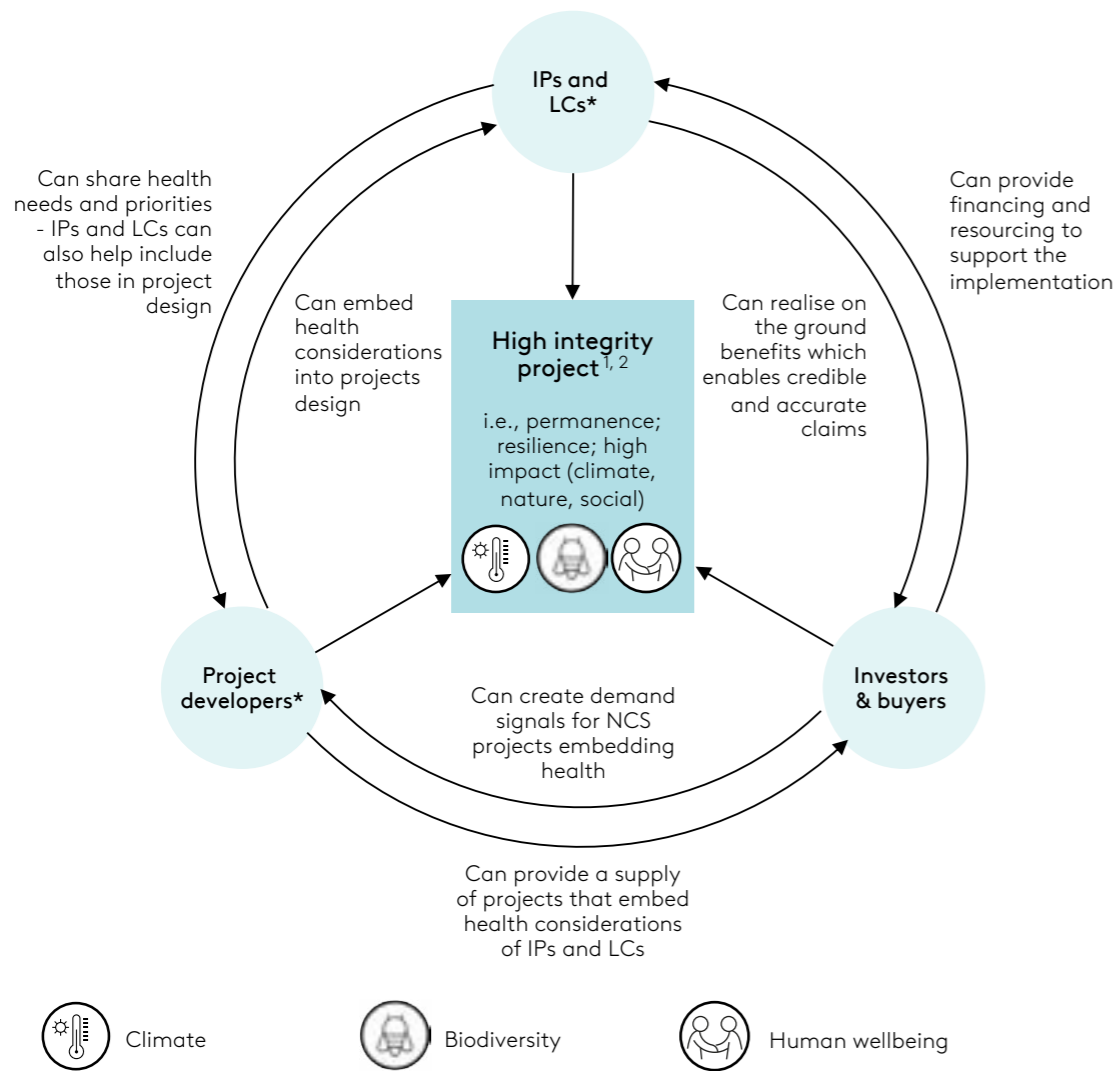 IPs and
LCs*
Can share health
needs and priorities
- IPs and LCs can
also help include
those in project
design
Can embed
health
considerations
into projects
design
High integrity
project 1, 2
i.e., permanence;
resilience; high
impact (climate,
nature, social)
Can realise on
the ground
benefits which
enables credible
and accurate
claims
Can provide
financing and
resourcing to
support the
implementation
Project
developers*
Can create demand
signals for NCS
projects embedding
health
Investors
& buyers
Can provide a supply
of projects that embed
health considerations
of IPs and LCs
Climate
Biodiversity
Human wellbeing